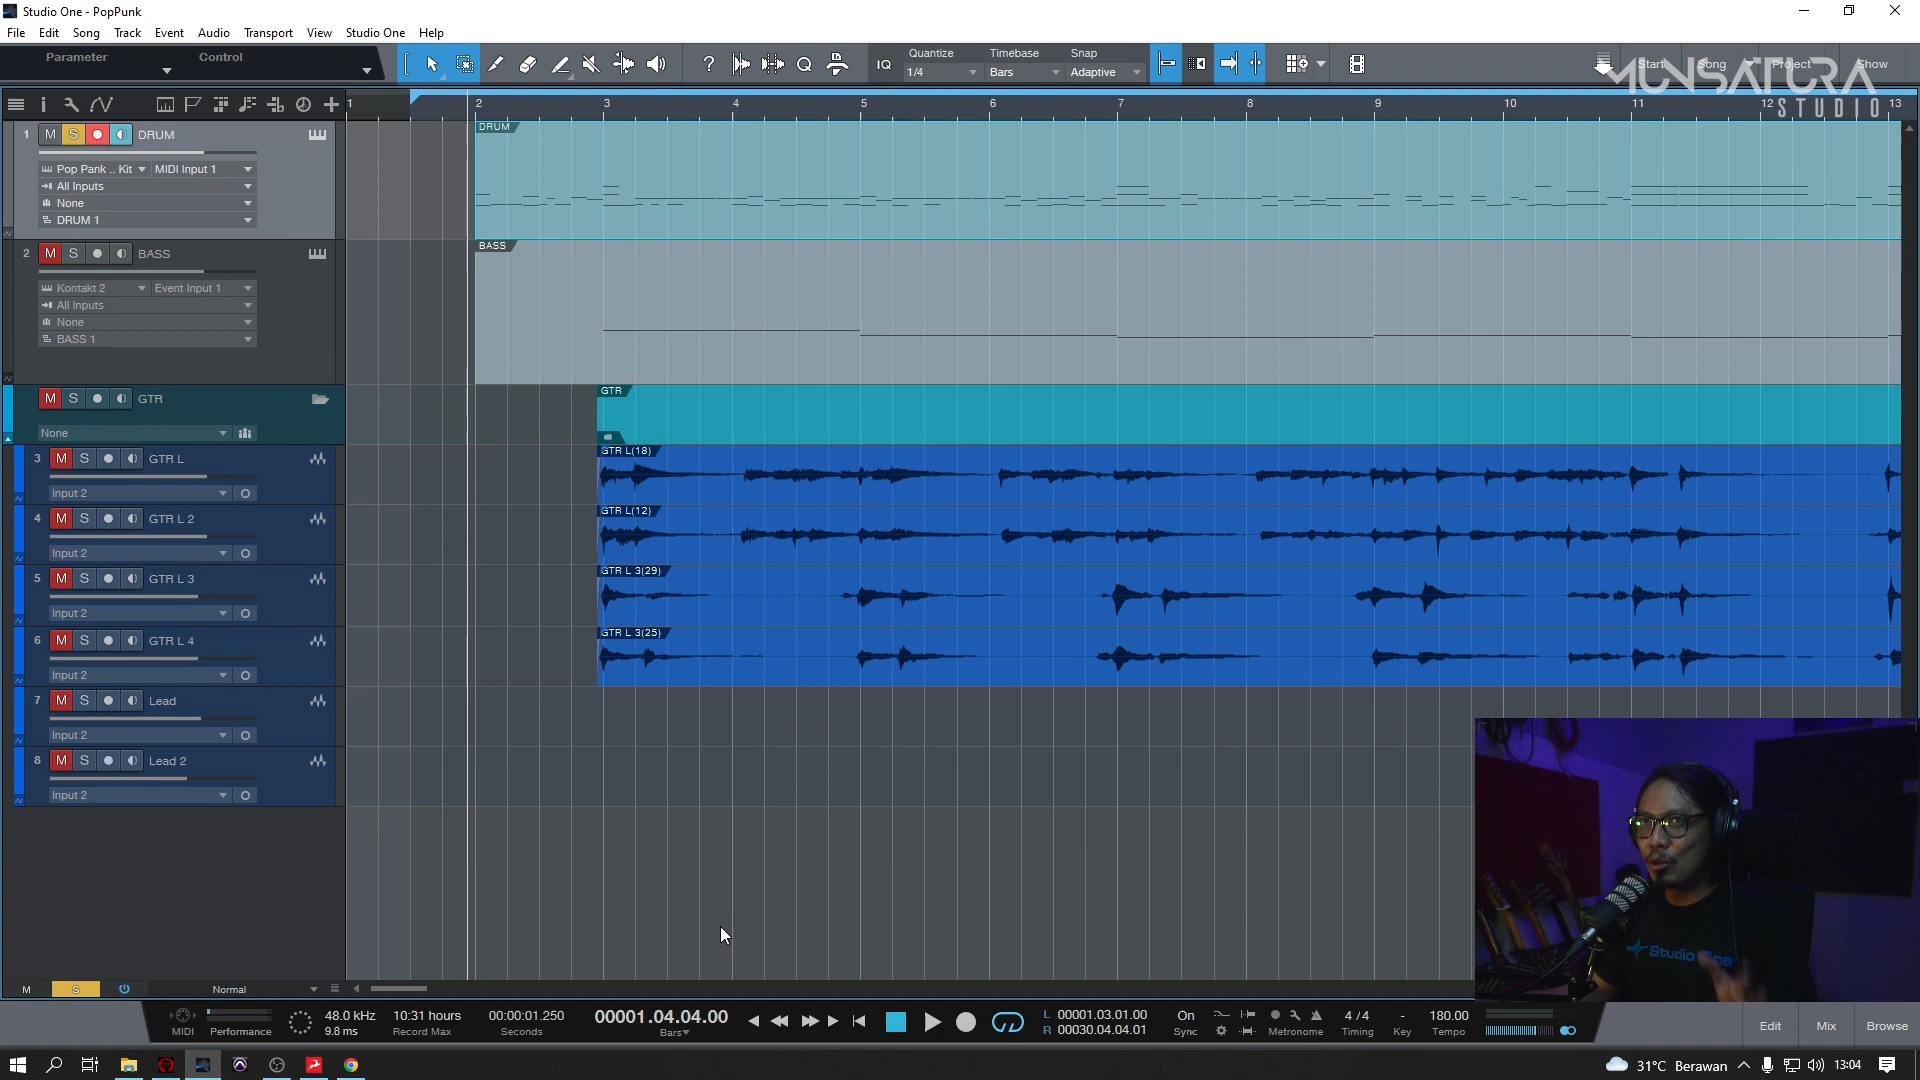 Studio One - PopPunk
File Edit Song Track Event Audio Transport View Studio One Help
Parameter Control
IQ
Quantize Timebase Snap
1/4 Bars Adaptive
Start Song Project Show
MONSATURA
STUDIO
1 2 3 4 5 6 7 8 9 10 11 12 13
1 M S DRUM
Pop Pank .. Kit MIDI Input 1
All Inputs
None
DRUM 1
DRUM
2 M S BASS
Kontakt 2 Event Input 1
All Inputs
None
BASS 1
BASS
M S GTR
None
GTR
3 M S GTR L
Input 2
GTR L(18)
4 M S GTR L 2
Input 2
GTR L(12)
5 M S GTR L 3
Input 2
GTR L 3(29)
6 M S GTR L 4
Input 2
GTR L 3(25)
7 M S Lead
Input 2
8 M S Lead 2
Input 2
Studio One
M S Normal
MIDI Performance
48.0 kHz
9.8 ms
10:31 hours
Record Max
00:00:01.250
Seconds
00001.04.04.00
Bars
L 00001.03.01.00
R 00030.04.04.01
On
Sync
Metronome
4 / 4
Timing
-
Key
180.00
Tempo
Edit Mix Browse
31°C Berawan 13:04